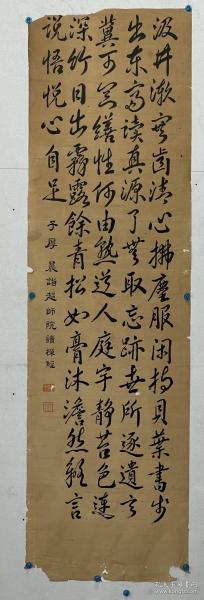 汲井漱寒齒清心拂塵服闲持貝葉書步
出東齋读真源了無取忘跡世所逐遺言
冀可冥繕性何由熟道人庭宇靜苔色連
深竹日出霧露餘青松如膏沐澹然離言
说悟悦心自足
子厚 晨詣超師院讀禪經